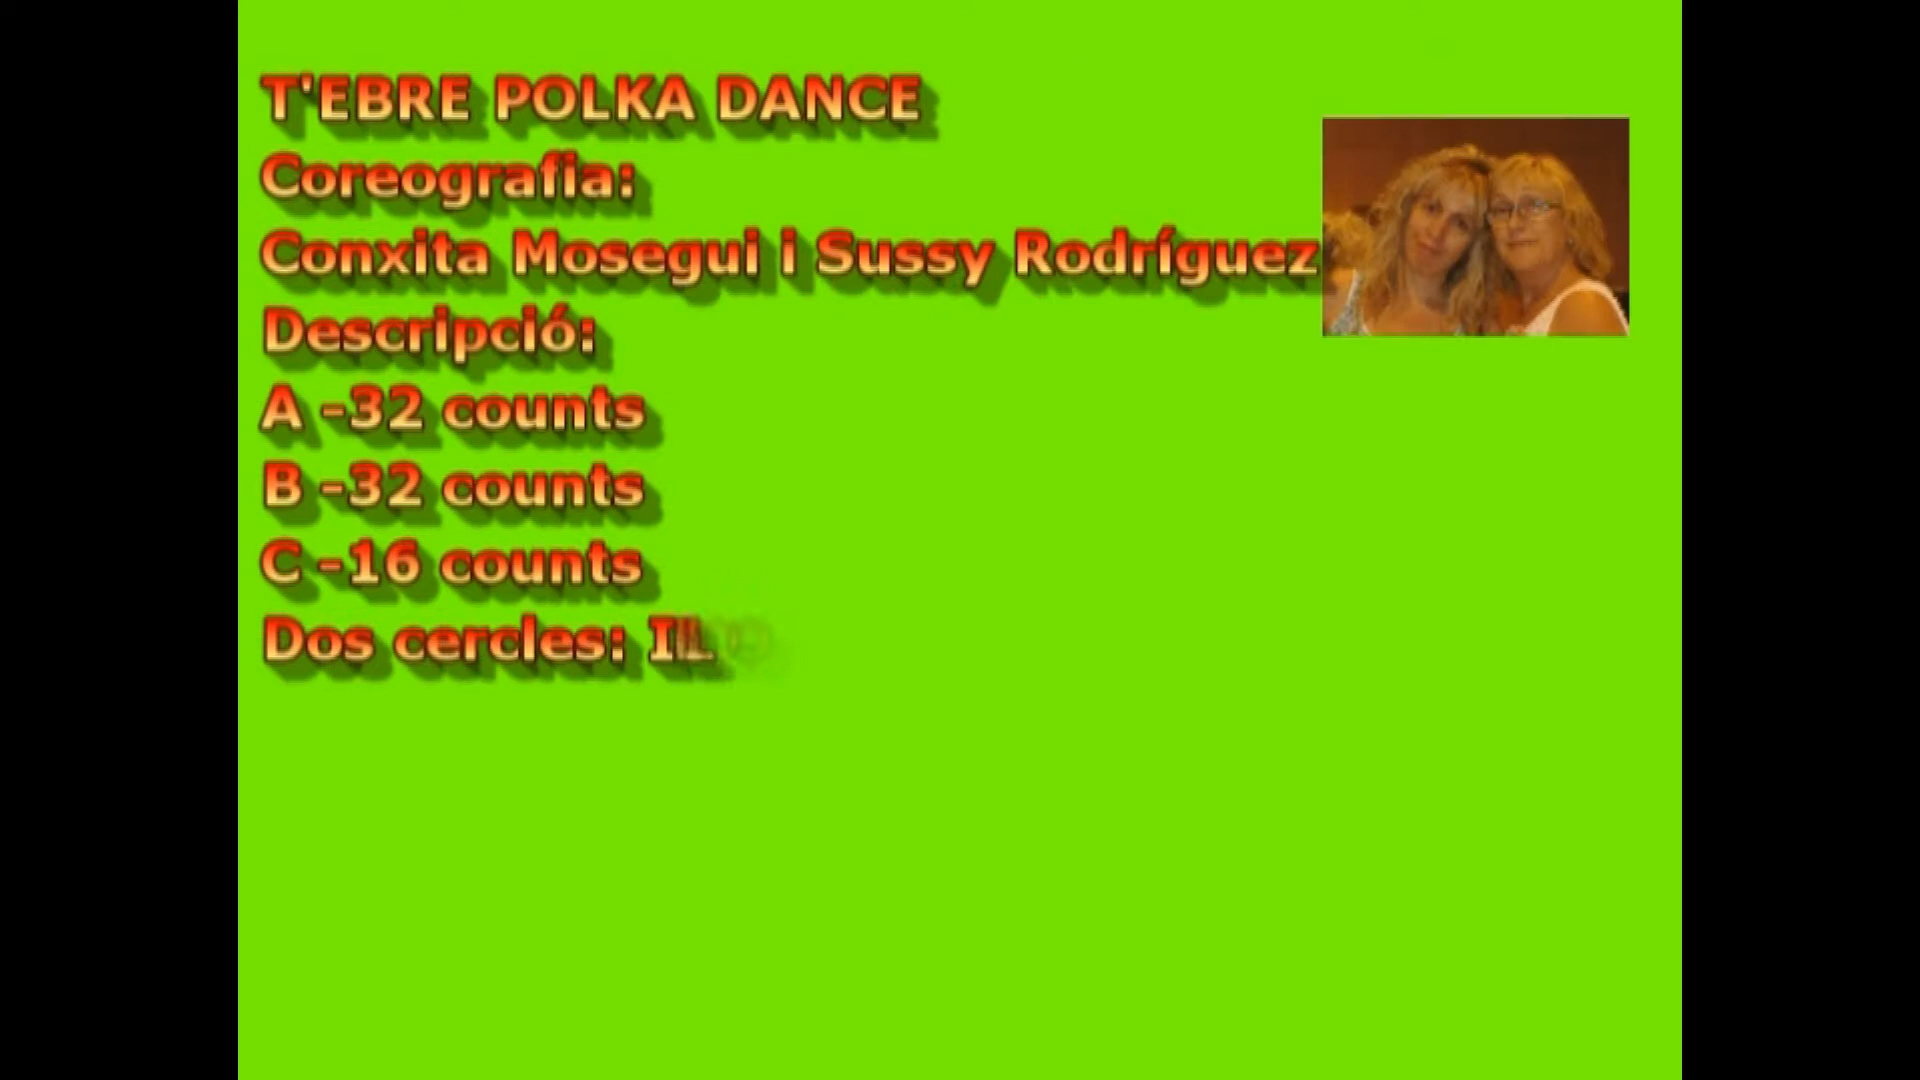 T'EBRE POLKA DANCE
Coreografia:
Conxita Mosegui i Sussy Rodríguez
Descripció:
A -32 counts
B -32 counts
C -16 counts
Dos cercles: